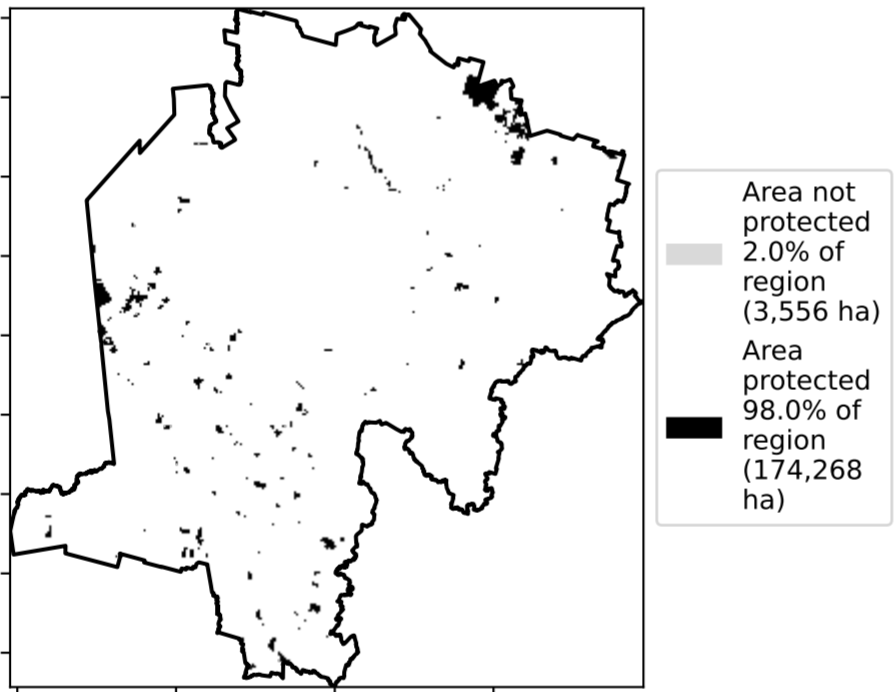 Area not
protected
2.0% of
region
(3,556 ha)
Area
protected
98.0% of
region
(174,268
ha)